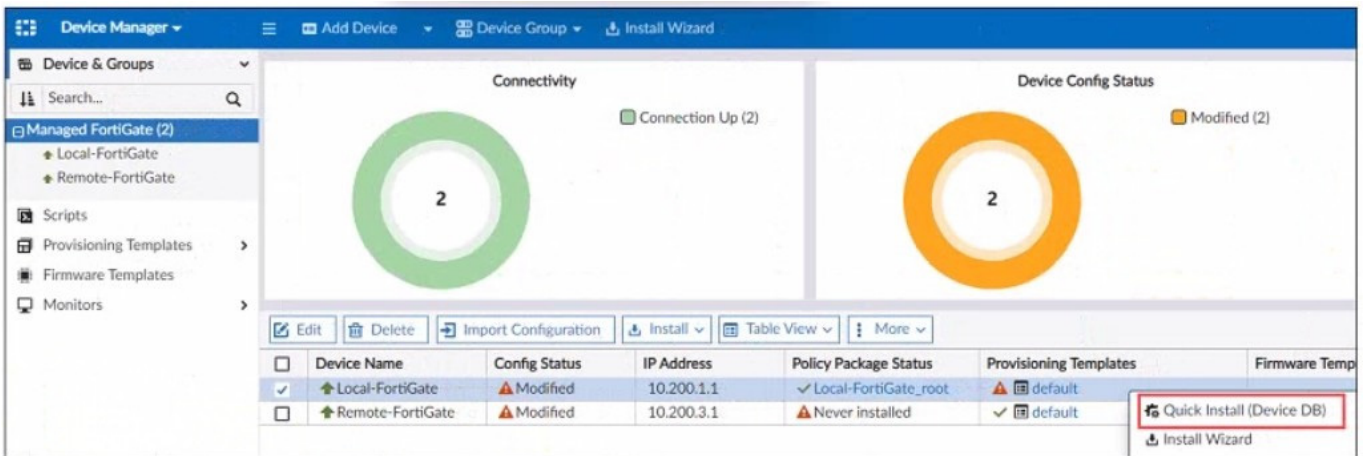 Device Manager Add Device Device Group Install Wizard
Device & Groups
Search...
Managed FortiGate (2)
Local-FortiGate
Remote-FortiGate
Scripts
Provisioning Templates
Firmware Templates
Monitors
Connectivity
Connection Up (2)
2
Device Config Status
Modified (2)
2
Edit Delete Import Configuration Install Table View More
Device Name Config Status IP Address Policy Package Status Provisioning Templates Firmware Temp
Local-FortiGate Modified 10.200.1.1 Local-FortiGate_root default
Remote-FortiGate Modified 10.200.3.1 Never installed default
Quick Install (Device DB)
Install Wizard